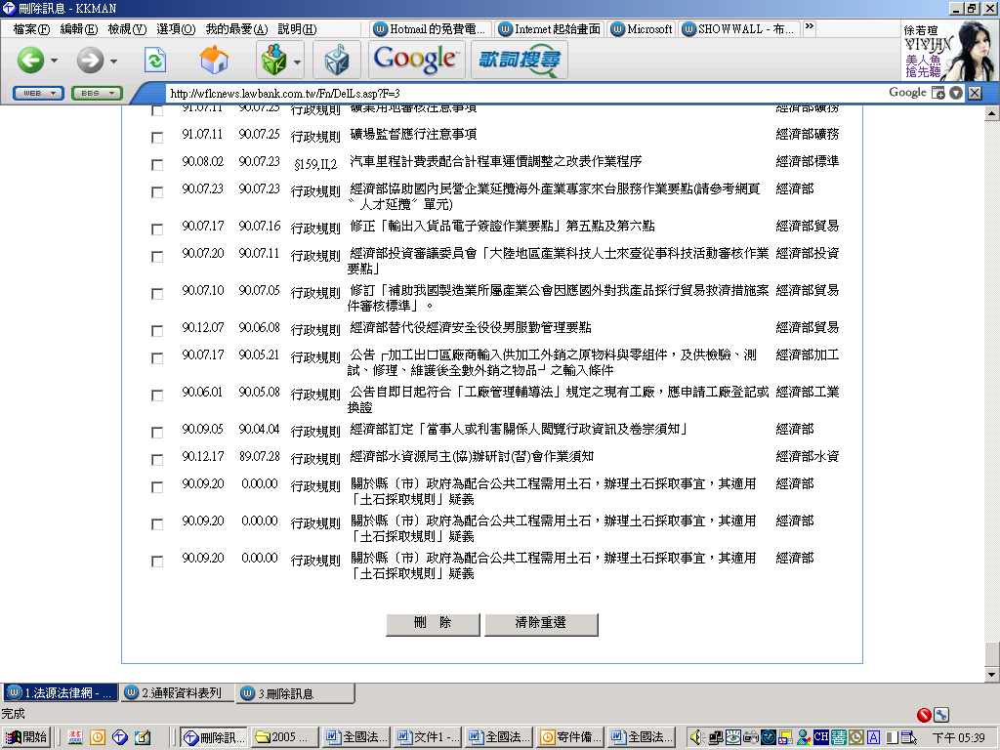 刪除訊息 - KKMAN
檔案(F) 編輯(E) 檢視(V) 選項(O) 我的最愛(A) 說明(H)
Hotmail 的免費電... Internet 起始畫面 Microsoft SHOWWALL - 布... »
徐若瑄
VIVIAN
美人魚
搶先聽
Google 歌詞搜尋
WEB BBS http://wflcnews.lawbank.com.tw/Fn/DelLs.asp?F=3 Google
91.07.11 90.07.25 行政規則 礦業用地審核注意事項 經濟部礦務
91.07.11 90.07.25 行政規則 礦場監督應行注意事項 經濟部礦務
90.08.02 90.07.23 §159,II,2 汽車里程計費表配合計程車運價調整之改表作業程序 經濟部標準
90.07.23 90.07.23 行政規則 經濟部協助國內民營企業延攬海外產業專家來台服務作業要點(請參考網頁 經濟部
〝人才延攬〞單元)
90.07.17 90.07.16 行政規則 修正「輸出入貨品電子簽證作業要點」第五點及第六點 經濟部貿易
90.07.20 90.07.11 行政規則 經濟部投資審議委員會「大陸地區產業科技人士來臺從事科技活動審核作業 經濟部投資
要點」
90.07.10 90.07.05 行政規則 修訂「補助我國製造業所屬產業公會因應國外對我產品採行貿易救濟措施案 經濟部貿易
件審核標準」。
90.12.07 90.06.08 行政規則 經濟部替代役經濟安全役役男服勤管理要點 經濟部貿易
90.07.17 90.05.21 行政規則 公告┌加工出口區廠商輸入供加工外銷之原物料與零組件，及供檢驗、測 經濟部加工
試、修理、維護後全數外銷之物品┘之輸入條件
90.06.01 90.05.08 行政規則 公告自即日起符合「工廠管理輔導法」規定之現有工廠，應申請工廠登記或 經濟部工業
換證
90.09.05 90.04.04 行政規則 經濟部訂定「當事人或利害關係人閱覽行政資訊及卷宗須知」 經濟部
90.12.17 89.07.28 行政規則 經濟部水資源局主(協)辦研討(習)會作業須知 經濟部水資
90.09.20 0.00.00 行政規則 關於縣〔市〕政府為配合公共工程需用土石，辦理土石採取事宜，其適用 經濟部
「土石採取規則」疑義
90.09.20 0.00.00 行政規則 關於縣〔市〕政府為配合公共工程需用土石，辦理土石採取事宜，其適用 經濟部
「土石採取規則」疑義
90.09.20 0.00.00 行政規則 關於縣〔市〕政府為配合公共工程需用土石，辦理土石採取事宜，其適用 經濟部
「土石採取規則」疑義
刪 除 清除重選
1.法源法律網 - ... 2.通報資料表列 3.刪除訊息
完成
開始 刪除訊... 2005 ... 全國法... 文件1 -... 全國法... 寄件備... 全國法... CH 下午 05:39